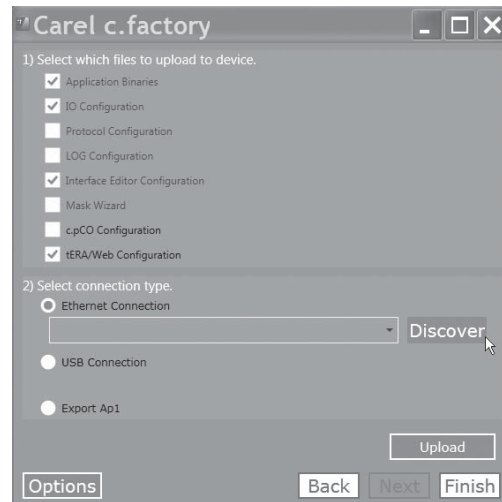 Carel c.factory
1) Select which files to upload to device.
Application Binaries
IO Configuration
Protocol Configuration
LOG Configuration
Interface Editor Configuration
Mask Wizard
c.pCO Configuration
tERA/Web Configuration
2) Select connection type.
Ethernet Connection
Discover
USB Connection
Export Ap1
Upload
Options Back Next Finish